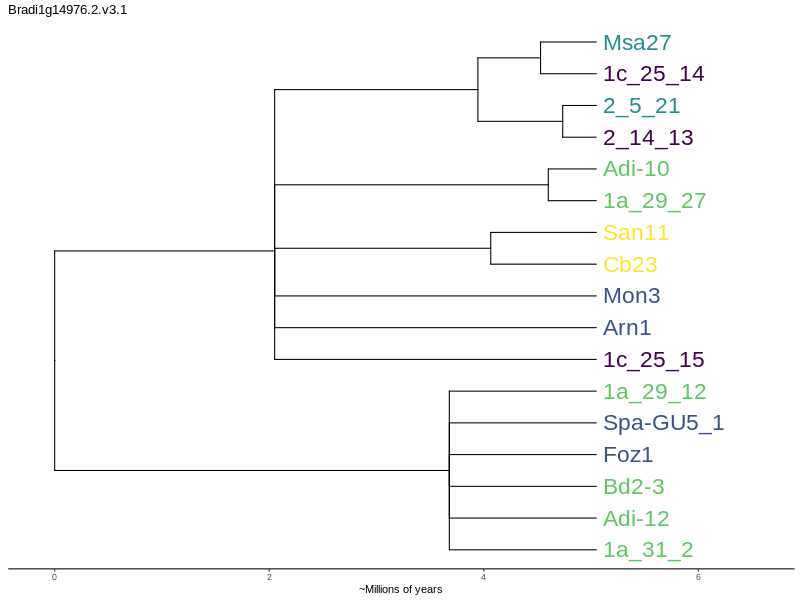 Bradi1g14976.2.v3.1
Msa27
1c_25_14
2_5_21
2_14_13
Adi-10
1a_29_27
San11
Cb23
Mon3
Arn1
1c_25_15
1a_29_12
Spa-GU5_1
Foz1
Bd2-3
Adi-12
1a_31_2
0 2 4 6
~Millions of years